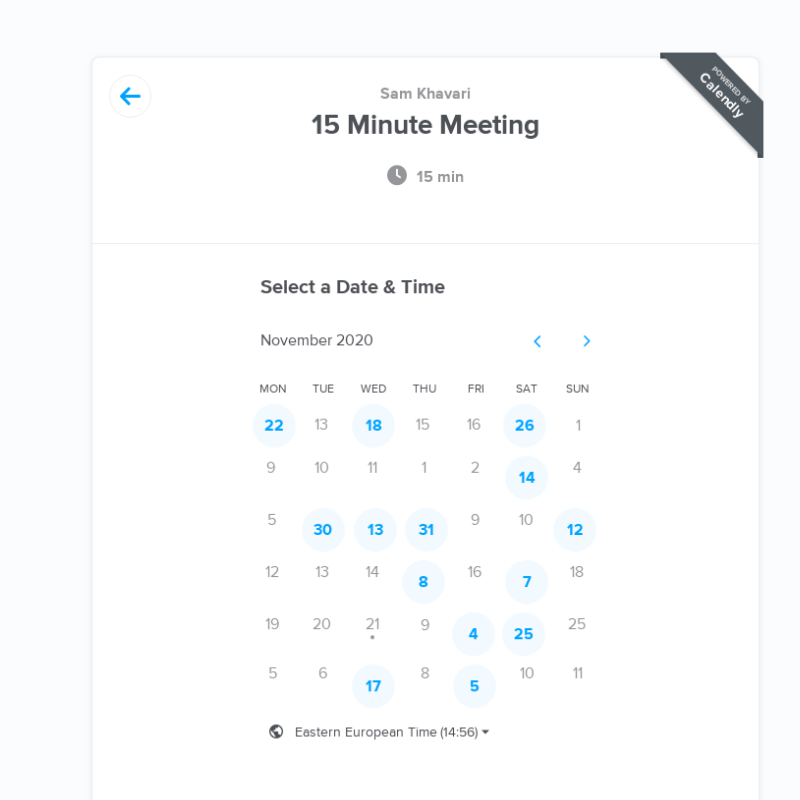 POWERED BY
Calendly
Sam Khavari
15 Minute Meeting
15 min
Select a Date & Time
November 2020
MON TUE WED THU FRI SAT SUN
22 13 18 15 16 26 1
9 10 11 1 2 14 4
5 30 13 31 9 10 12
12 13 14 8 16 7 18
19 20 21 9 4 25 25
5 6 17 8 5 10 11
Eastern European Time (14:56)